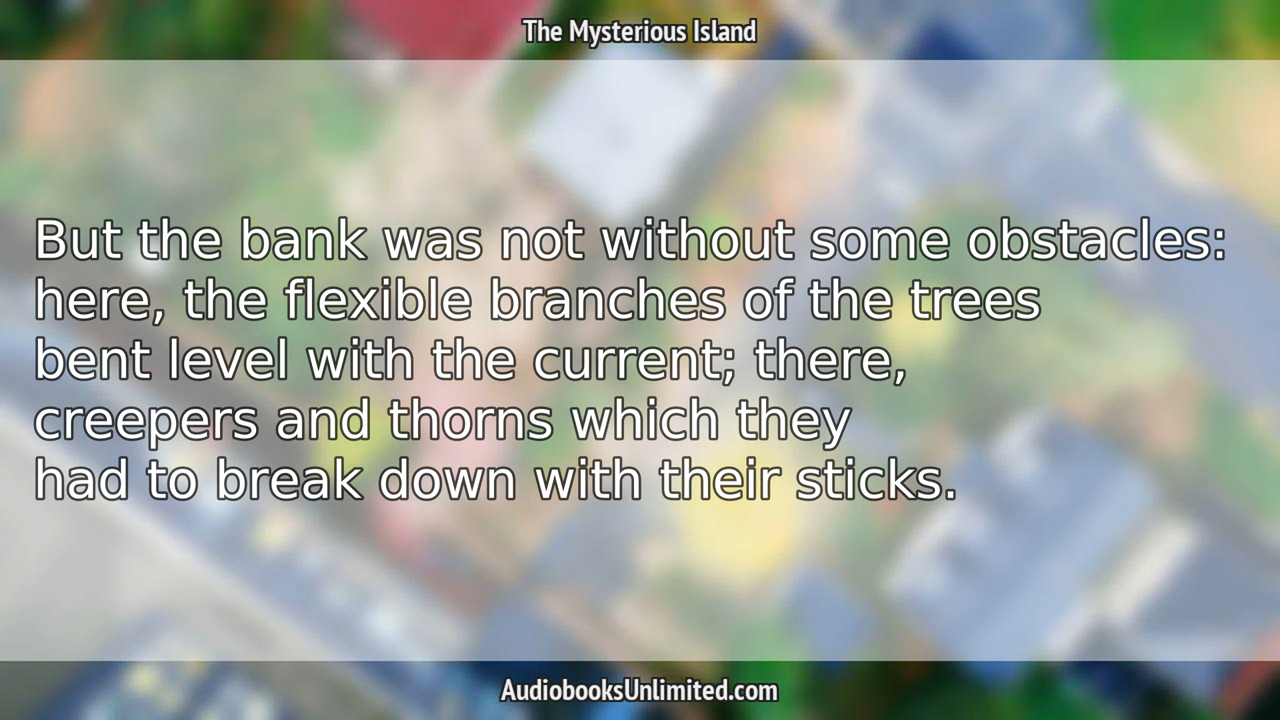 The Mysterious Island
But the bank was not without some obstacles:
here, the flexible branches of the trees
bent level with the current; there,
creepers and thorns which they
had to break down with their sticks.
AudiobooksUnlimited.com